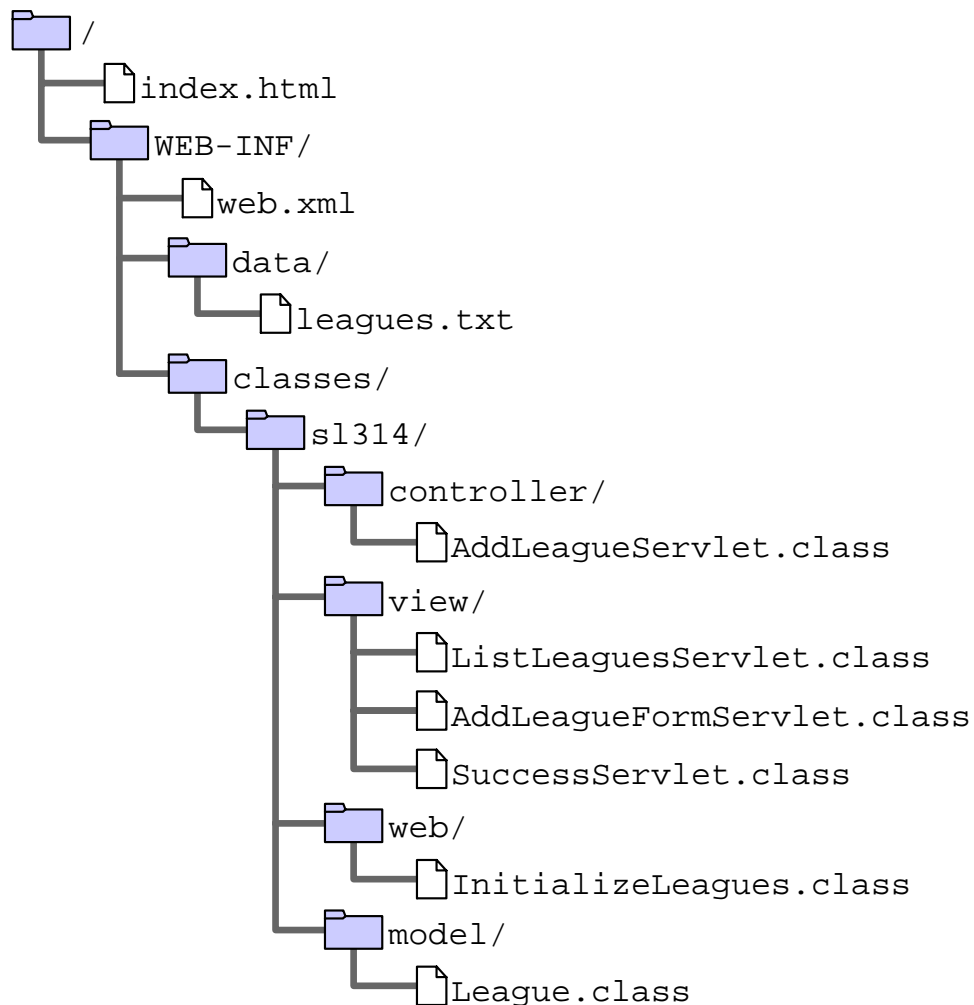 /
index.html
WEB-INF/
web.xml
data/
leagues.txt
classes/
sl314/
controller/
AddLeagueServlet.class
view/
ListLeaguesServlet.class
AddLeagueFormServlet.class
SuccessServlet.class
web/
InitializeLeagues.class
model/
League.class